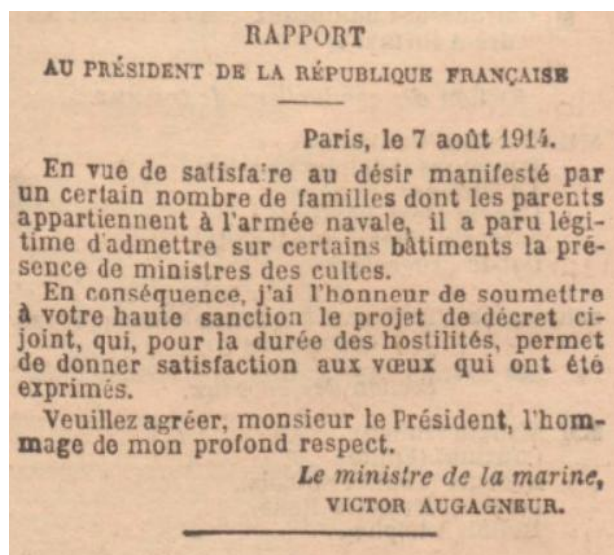 RAPPORT
AU PRÉSIDENT DE LA RÉPUBLIQUE FRANÇAISE
Paris, le 7 août 1914.
En vue de satisfaire au désir manifesté par
un certain nombre de familles dont les parents
appartiennent à l'armée navale, il a paru légi-
time d'admettre sur certains bâtiments la pré-
sence de ministres des cultes.
En conséquence, j'ai l'honneur de soumettre
à votre haute sanction le projet de décret ci-
joint, qui, pour la durée des hostilités, permet
de donner satisfaction aux vœux qui ont été
exprimés.
Veuillez agréer, monsieur le Président, l'hom-
mage de mon profond respect.
Le ministre de la marine,
VICTOR AUGAGNEUR.